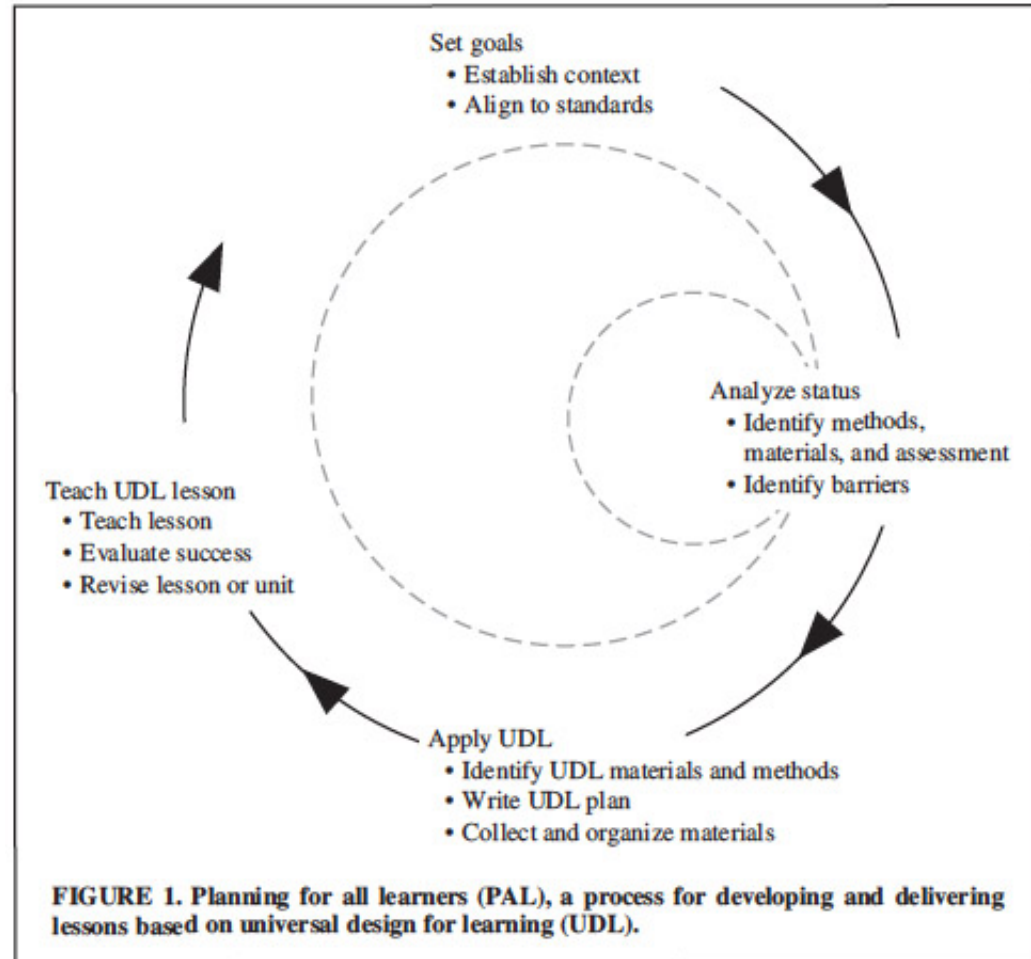 Set goals
• Establish context
• Align to standards
Analyze status
• Identify methods,
materials, and assessment
• Identify barriers
Apply UDL
• Identify UDL materials and methods
• Write UDL plan
• Collect and organize materials
Teach UDL lesson
• Teach lesson
• Evaluate success
• Revise lesson or unit
FIGURE 1. Planning for all learners (PAL), a process for developing and delivering
lessons based on universal design for learning (UDL).